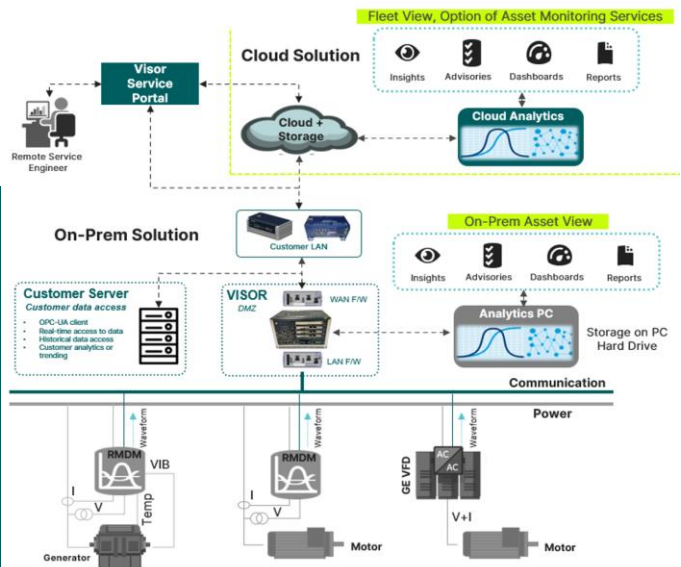 Fleet View, Option of Asset Monitoring Services
Cloud Solution
Insights
Advisories
Dashboards
Reports
Visor
Service
Portal
Cloud +
Storage
Cloud Analytics
Remote Service
Engineer
On-Prem Solution
Customer LAN
On-Prem Asset View
Insights
Advisories
Dashboards
Reports
Customer Server
Customer data access
• OPC-UA client
• Real-time access to data
• Historical data access
• Customer analytics or
trending
VISOR
DMZ
WAN F/W
LAN F/W
Analytics PC
Storage on PC
Hard Drive
Communication
Power
RMDM
Waveform
VIB
I
V
Temp
Generator
RMDM
Waveform
I
V
Motor
GE VFD
AC
AC
Waveform
V+I
Motor